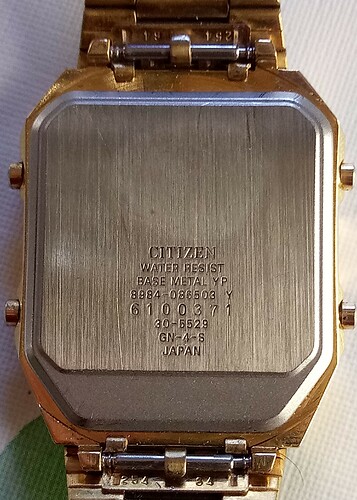 CITIZEN
WATER RESIST
BASE METAL YP
8984-086503 Y
6100371
30-5529
GN-4-S
JAPAN